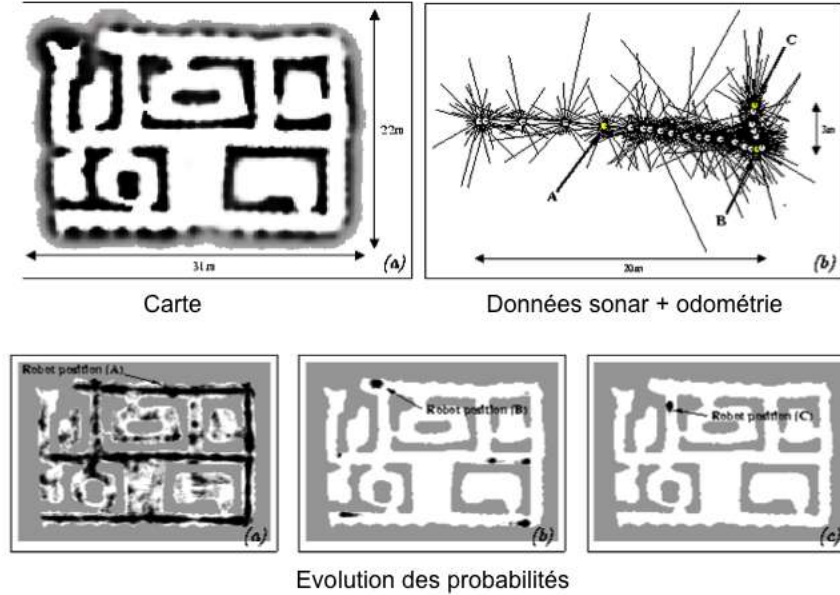 22m
31m
(a)
Carte
C
3m
A
B
20m
(b)
Données sonar + odométrie
Robot position (A)
(a)
Robot position (B)
(b)
Robot position (C)
(c)
Evolution des probabilités